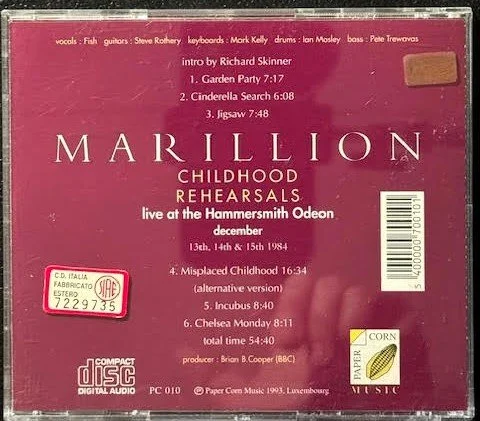 vocals : Fish guitars : Steve Rothery keyboards : Mark Kelly drums : Ian Mosley bass : Pete Trewavas
intro by Richard Skinner
1. Garden Party 7:17
2. Cinderella Search 6:08
3. Jigsaw 7:48
MARILLION
CHILDHOOD
REHEARSALS
live at the Hammersmith Odeon
december
13th, 14th & 15th 1984
4. Misplaced Childhood 16:34
(alternative version)
5. Incubus 8:40
6. Chelsea Monday 8:11
total time 54:40
producer : Brian B.Cooper (BBC)
C.D. ITALIA
FABBRICATO
ESTERO
SIAE
7229735
5 400000 700101
COMPACT
disc
DIGITAL AUDIO
PC 010
℗ Paper Corn Music 1993, Luxembourg
PAPER
CORN
MUSIC